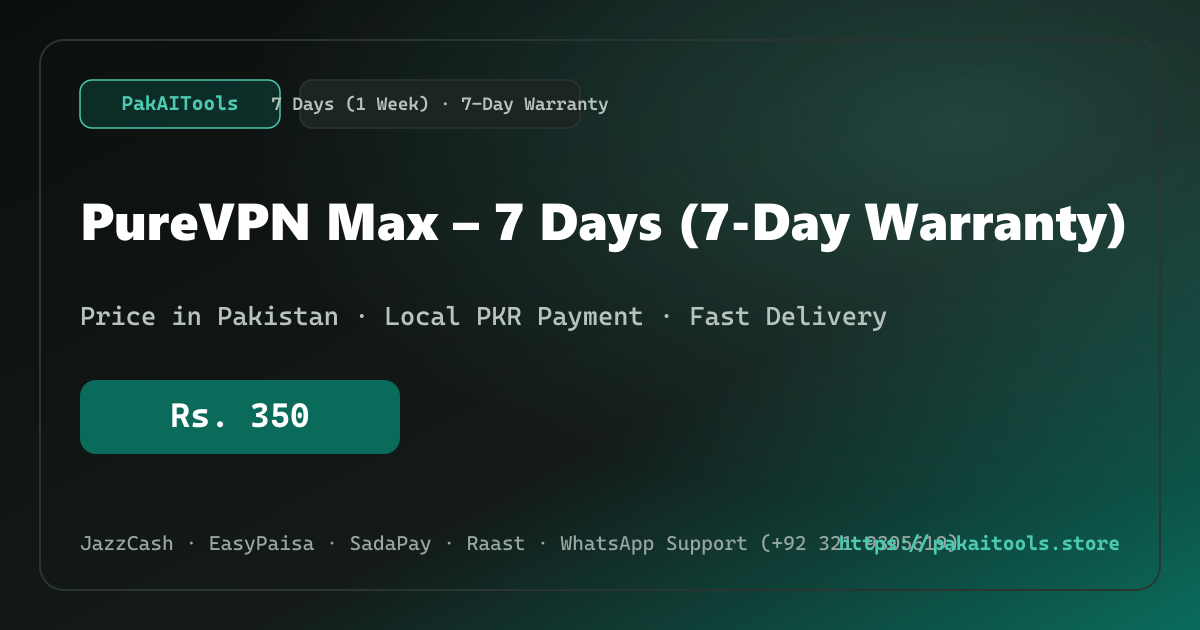 PakAITools
7 Days (1 Week) · 7-Day Warranty
PureVPN Max – 7 Days (7-Day Warranty)
Price in Pakistan · Local PKR Payment · Fast Delivery
Rs. 350
JazzCash · EasyPaisa · SadaPay · Raast · WhatsApp Support (+92 321
https://pakaitools.store